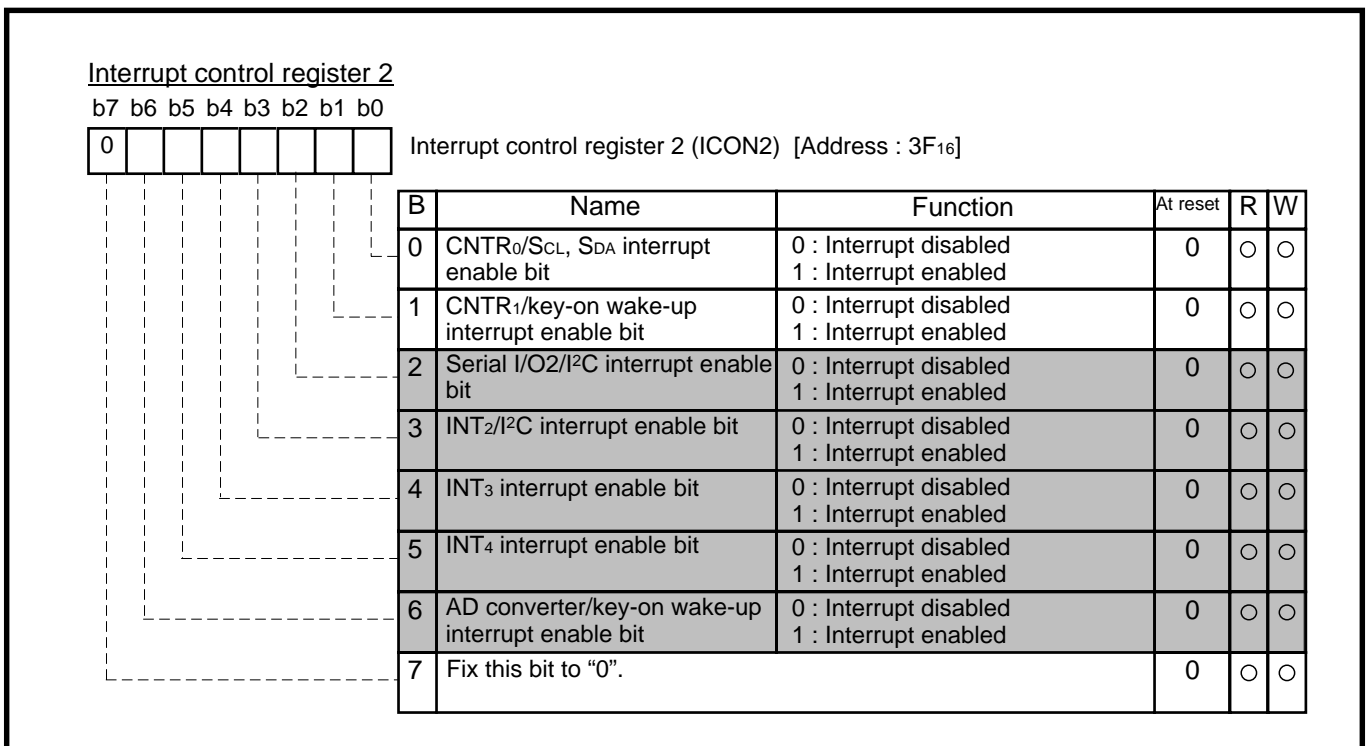 Interrupt control register 2
b7 b6 b5 b4 b3 b2 b1 b0
0
Interrupt control register 2 (ICON2) [Address : 3F16]
B Name Function At reset R W
0 CNTR0/SCL, SDA interrupt enable bit 0 : Interrupt disabled 0 ○ ○
1 : Interrupt enabled
1 CNTR1/key-on wake-up interrupt enable bit 0 : Interrupt disabled 0 ○ ○
1 : Interrupt enabled
2 Serial I/O2/I2C interrupt enable bit 0 : Interrupt disabled 0 ○ ○
1 : Interrupt enabled
3 INT2/I2C interrupt enable bit 0 : Interrupt disabled 0 ○ ○
1 : Interrupt enabled
4 INT3 interrupt enable bit 0 : Interrupt disabled 0 ○ ○
1 : Interrupt enabled
5 INT4 interrupt enable bit 0 : Interrupt disabled 0 ○ ○
1 : Interrupt enabled
6 AD converter/key-on wake-up interrupt enable bit 0 : Interrupt disabled 0 ○ ○
1 : Interrupt enabled
7 Fix this bit to “0”. 0 ○ ○